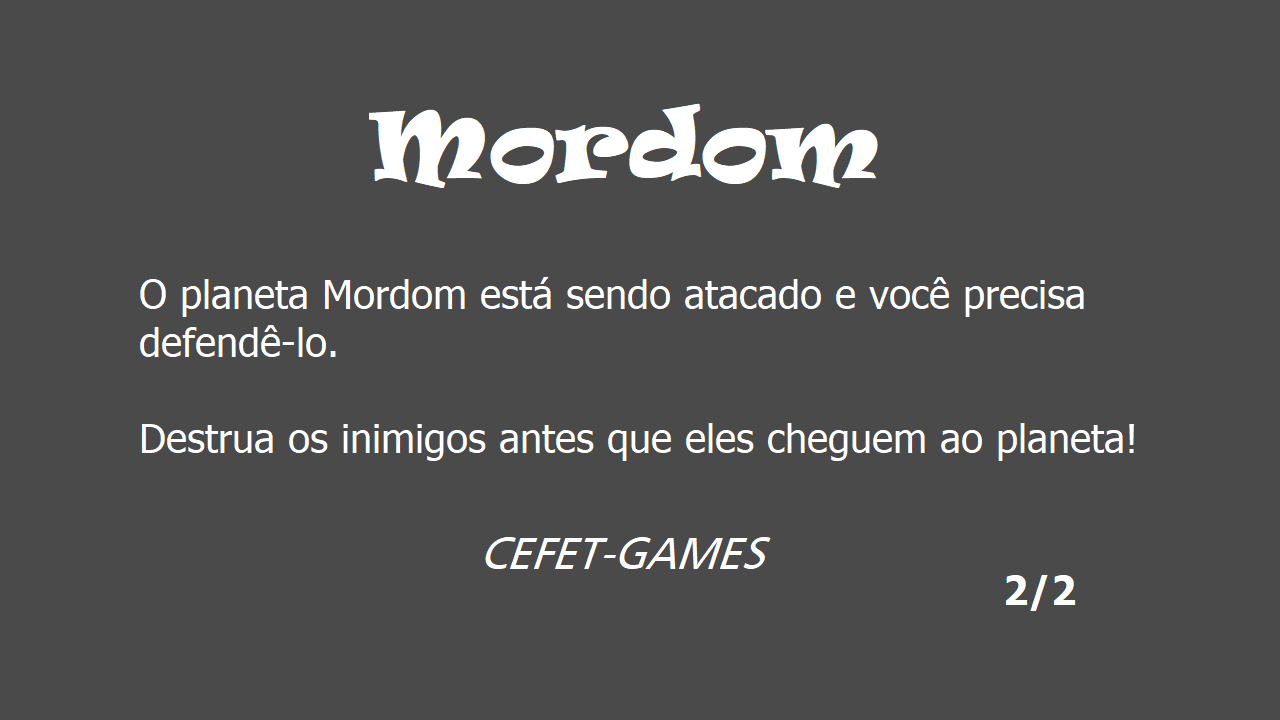 Mordom
O planeta Mordom está sendo atacado e você precisa
defendê-lo.
Destrua os inimigos antes que eles cheguem ao planeta!
CEFET-GAMES
2/2